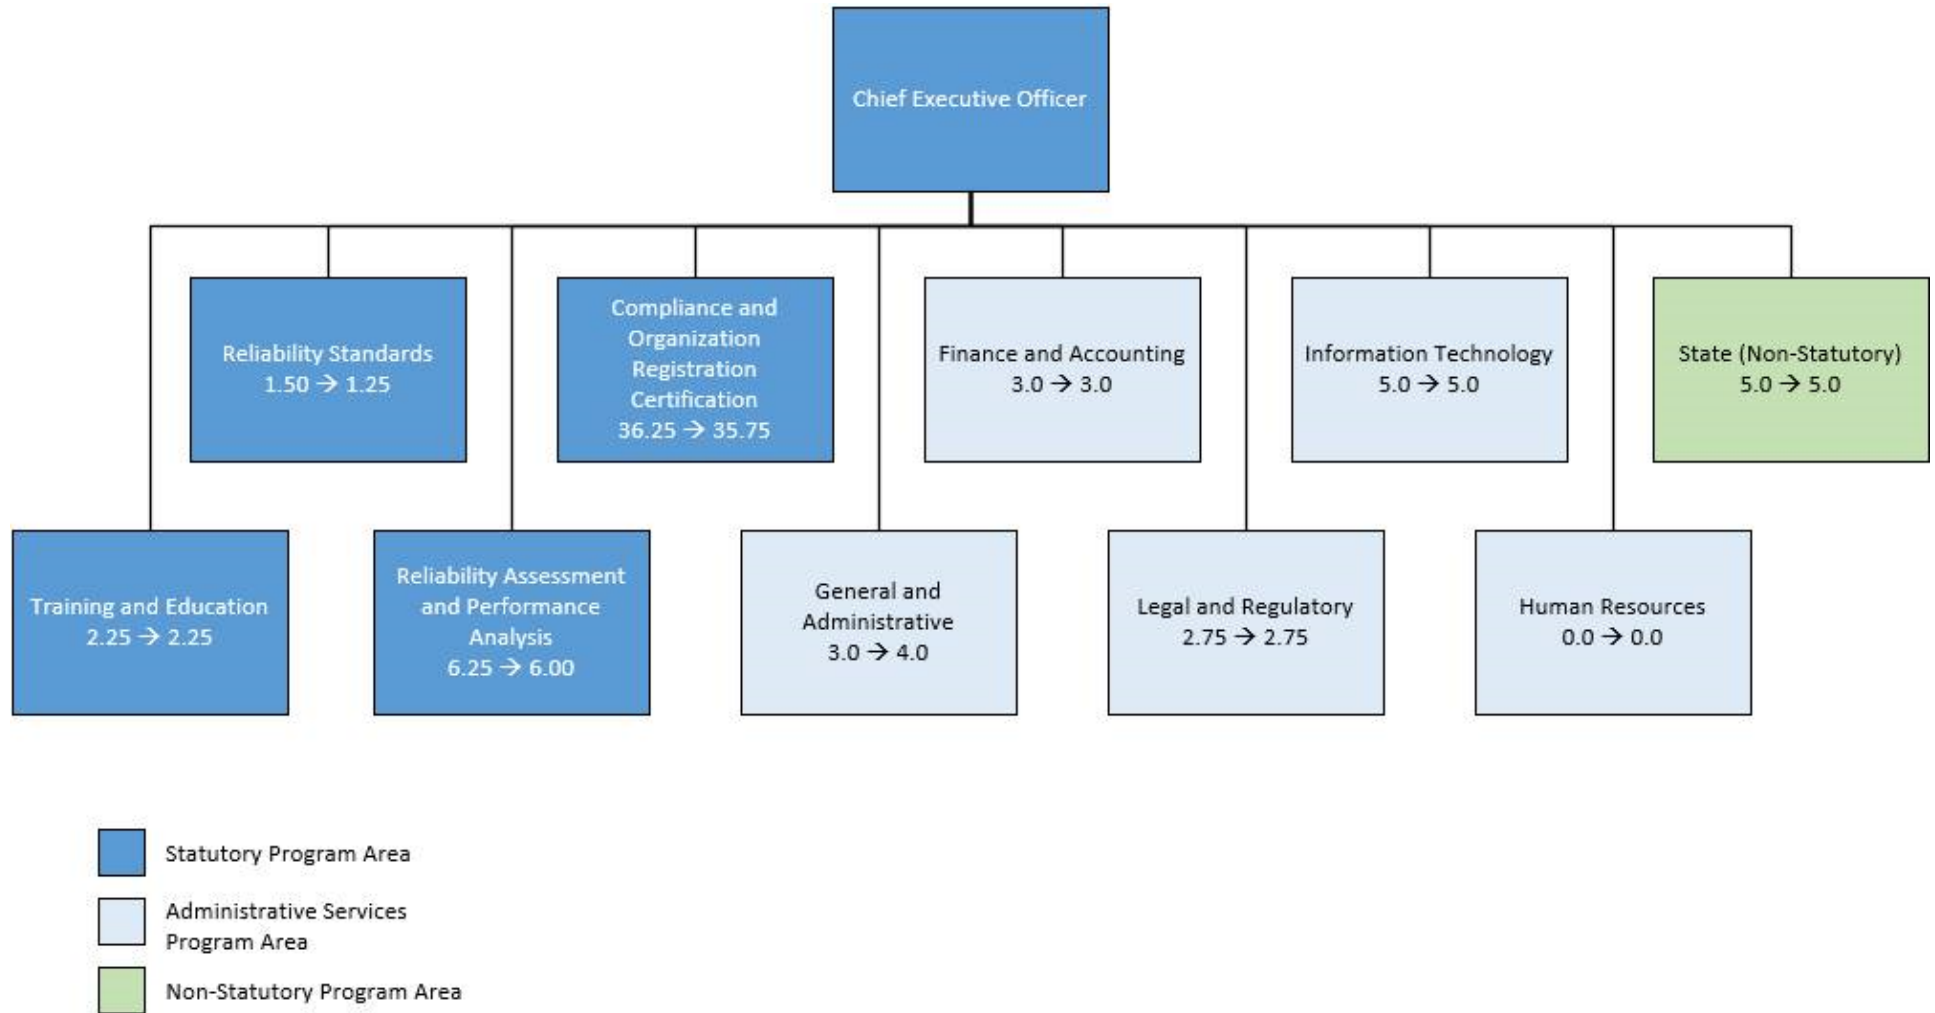 Chief Executive Officer
Reliability Standards
1.50 → 1.25
Compliance and
Organization
Registration
Certification
36.25 → 35.75
Finance and Accounting
3.0 → 3.0
Information Technology
5.0 → 5.0
State (Non-Statutory)
5.0 → 5.0
Training and Education
2.25 → 2.25
Reliability Assessment
and Performance
Analysis
6.25 → 6.00
General and
Administrative
3.0 → 4.0
Legal and Regulatory
2.75 → 2.75
Human Resources
0.0 → 0.0
Statutory Program Area
Administrative Services
Program Area
Non-Statutory Program Area